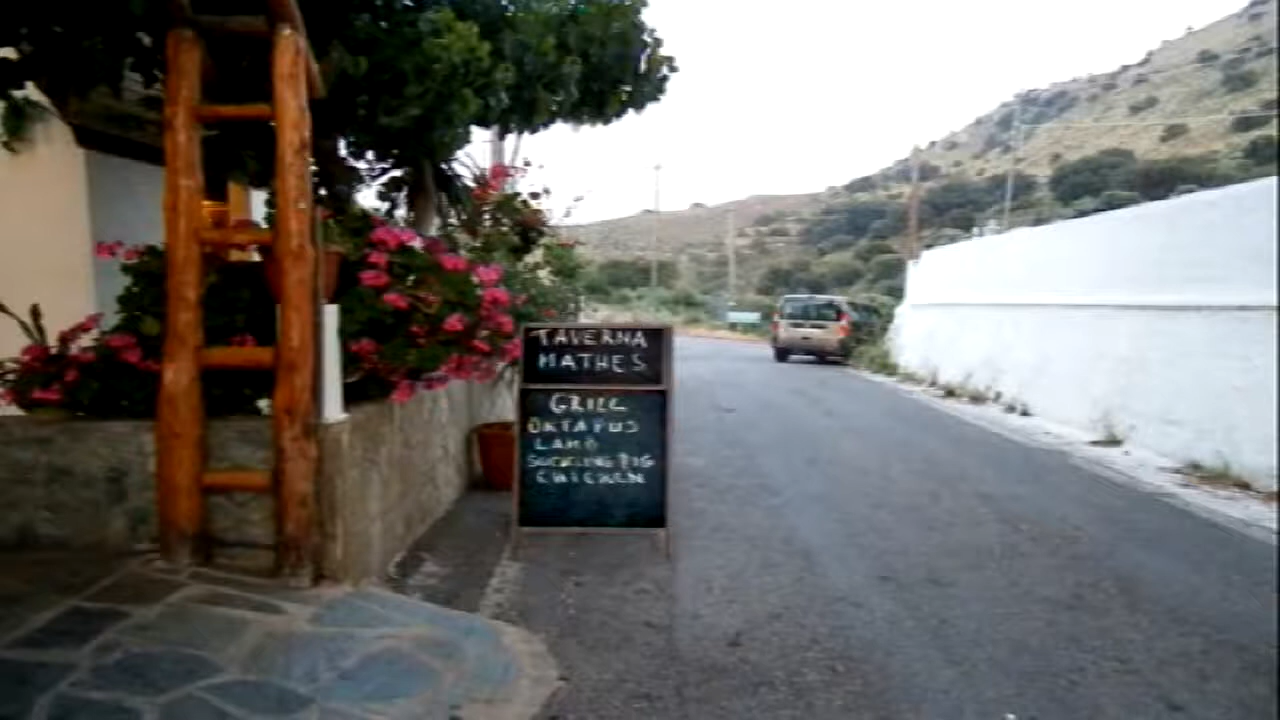 TAVERNA
MATHES
GRILL
OKTAPUS
LAMB
SUCKLING PIG
CHICKEN